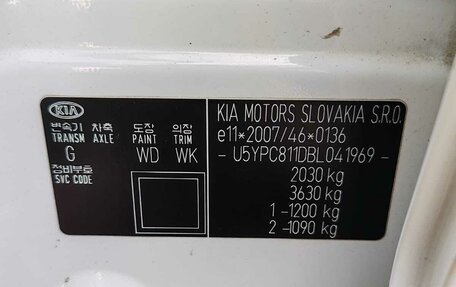 KIA
변속기 차축 도장 의장
TRANSM AXLE PAINT TRIM
G WD WK
정비부호
SVC CODE
KIA MOTORS SLOVAKIA S.R.O.
e11*2007/46*0136
- U5YPC811DBL041969 -
2030 kg
3630 kg
1 -1200 kg
2 -1090 kg